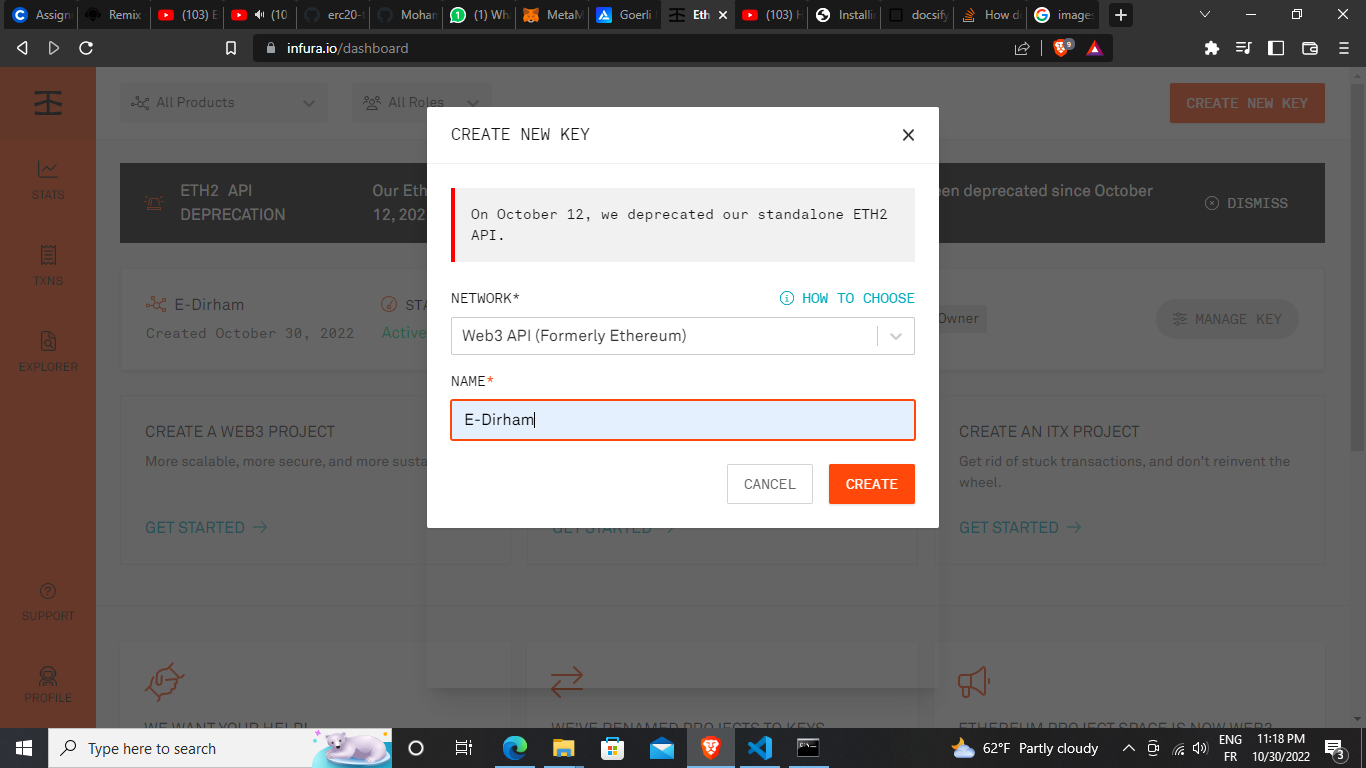 Assign
Remix
(103) E
(10
erc20-t
Mohan
(1) Wha
MetaM
Goerli
Eth
(103) H
Installin
docsify
How do
images
infura.io/dashboard
9
All Products
All Roles
CREATE NEW KEY
STATS
TXNS
EXPLORER
SUPPORT
PROFILE
ETH2 API
DEPRECATION
Our Eth
en deprecated since October
12, 202
DISMISS
CREATE NEW KEY
On October 12, we deprecated our standalone ETH2
API.
NETWORK*
HOW TO CHOOSE
Web3 API (Formerly Ethereum)
NAME*
E-Dirham
CANCEL
CREATE
E-Dirham
STA
Created October 30, 2022
Active
Owner
MANAGE KEY
CREATE A WEB3 PROJECT
More scalable, more secure, and more susta
GET STARTED
GET STARTED
CREATE AN ITX PROJECT
Get rid of stuck transactions, and don't reinvent the
wheel.
GET STARTED
WE WANT YOUR HELP!
WE'VE RENAMED PROJECTS TO KEYS
ETHEREUM PROJECT SPACE IS NOW WEB3
Type here to search
62°F Partly cloudy
ENG
FR
11:18 PM
10/30/2022
3